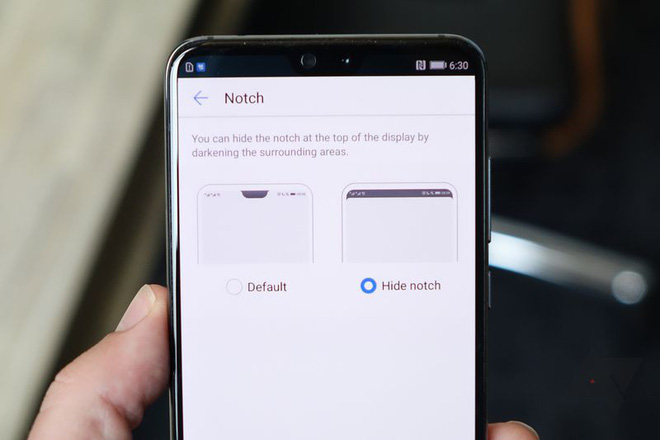 6:30
Notch
You can hide the notch at the top of the display by
darkening the surrounding areas.
Default
Hide notch